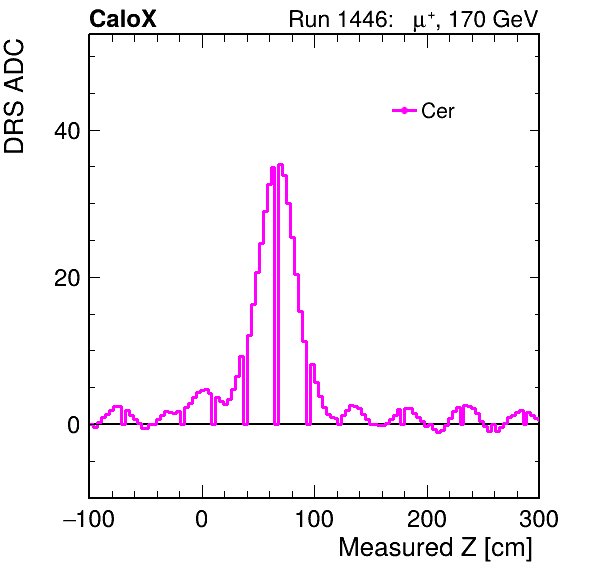 CaloX Run 1446: μ⁺, 170 GeV
DRS ADC
Cer
40
20
0
−100 0 100 200 300
Measured Z [cm]